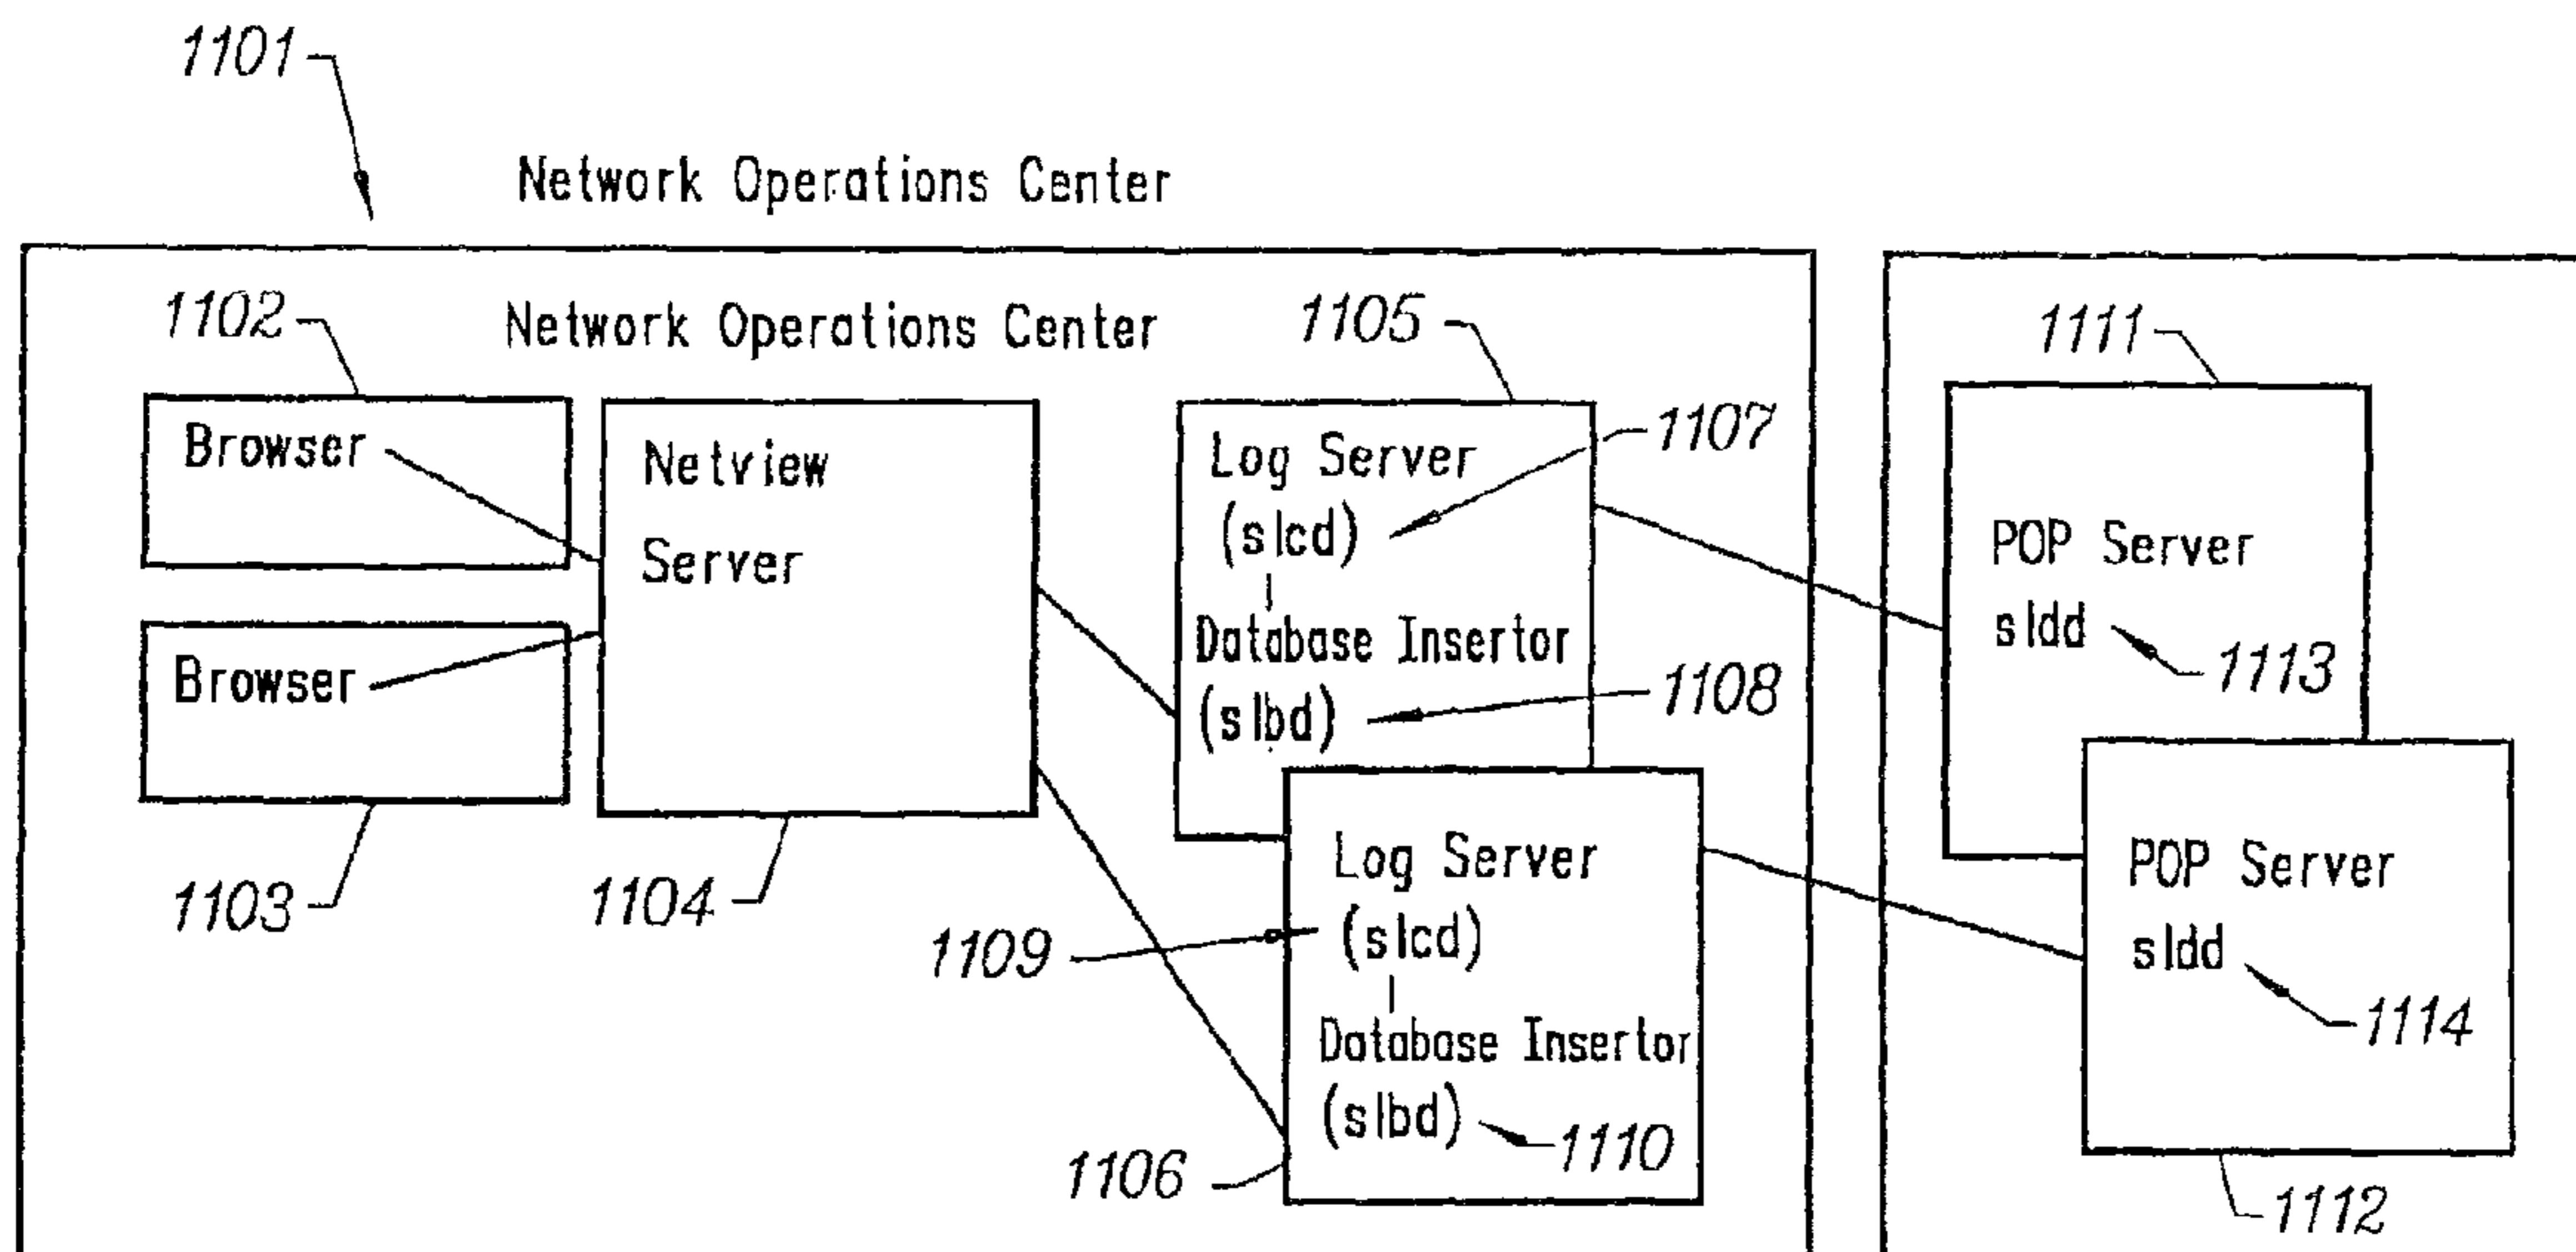 1101
Network Operations Center
1102
Network Operations Center
1105
1111
Browser
Netview
Server
Log Server
(slcd)
1107
Database Insertor
(slbd)
1108
POP Server
sldd
1113
Browser
1103
1104
Log Server
(slcd)
1109
Database Insertor
(slbd)
1110
1106
POP Server
sldd
1114
1112